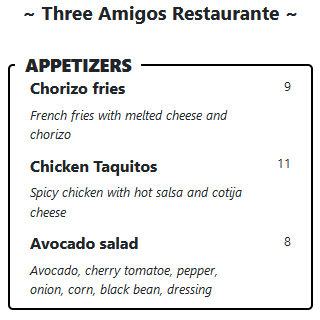 ~ Three Amigos Restaurante ~
APPETIZERS
Chorizo fries 9
French fries with melted cheese and
chorizo
Chicken Taquitos 11
Spicy chicken with hot salsa and cotija
cheese
Avocado salad 8
Avocado, cherry tomatoe, pepper,
onion, corn, black bean, dressing